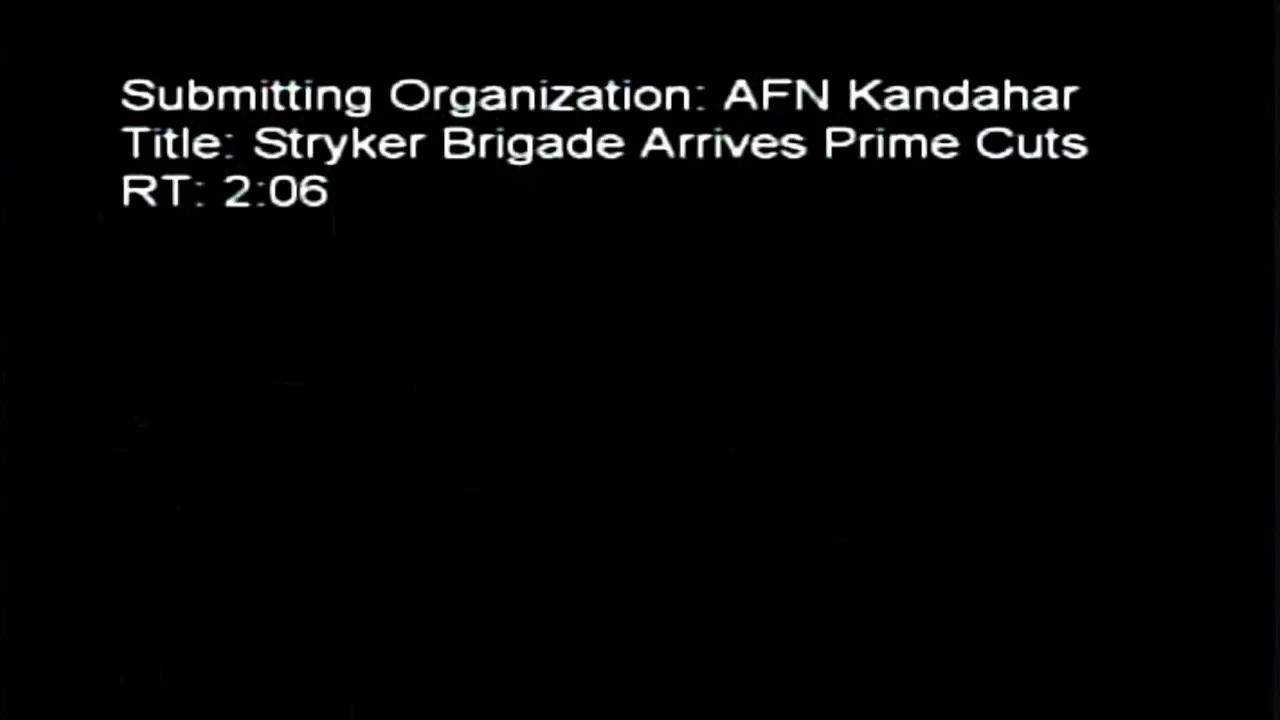 Submitting Organization: AFN Kandahar
Title: Stryker Brigade Arrives Prime Cuts
RT: 2:06